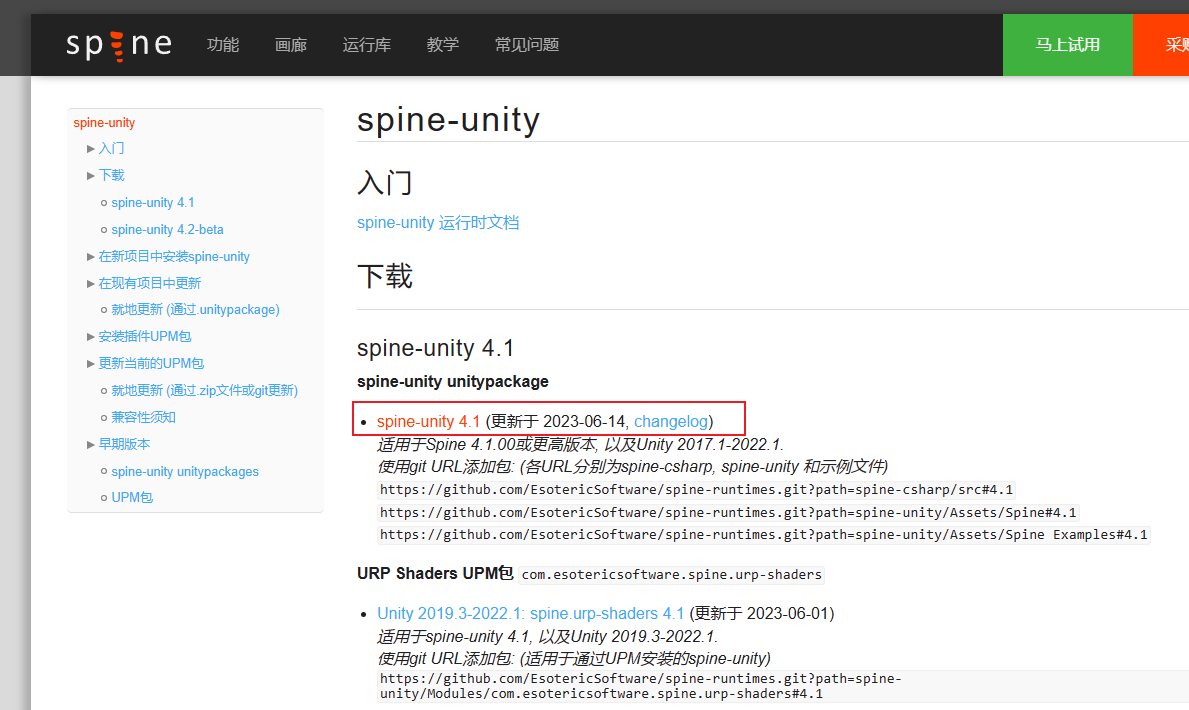 spine 功能 画廊 运行库 教学 常见问题 马上试用
spine-unity
入门
下载
spine-unity 4.1
spine-unity 4.2-beta
在新项目中安装spine-unity
在现有项目中更新
就地更新 (通过.unitypackage)
安装插件UPM包
更新当前的UPM包
就地更新 (通过.zip文件或git更新)
兼容性须知
早期版本
spine-unity unitypackages
UPM包
spine-unity
入门
spine-unity 运行时文档
下载
spine-unity 4.1
spine-unity unitypackage
spine-unity 4.1 (更新于 2023-06-14, changelog)
适用于Spine 4.1.00或更高版本, 以及Unity 2017.1-2022.1.
使用git URL添加包: (各URL分别为spine-csharp, spine-unity 和示例文件)
https://github.com/EsotericSoftware/spine-runtimes.git?path=spine-csharp/src#4.1
https://github.com/EsotericSoftware/spine-runtimes.git?path=spine-unity/Assets/Spine#4.1
https://github.com/EsotericSoftware/spine-runtimes.git?path=spine-unity/Assets/Spine Examples#4.1
URP Shaders UPM包 com.esotericsoftware.spine.urp-shaders
Unity 2019.3-2022.1: spine.urp-shaders 4.1 (更新于 2023-06-01)
适用于spine-unity 4.1, 以及Unity 2019.3-2022.1.
使用git URL添加包: (适用于通过UPM安装的spine-unity)
https://github.com/EsotericSoftware/spine-runtimes.git?path=spine-
unity/Modules/com.esotericsoftware.spine.urp-shaders#4.1